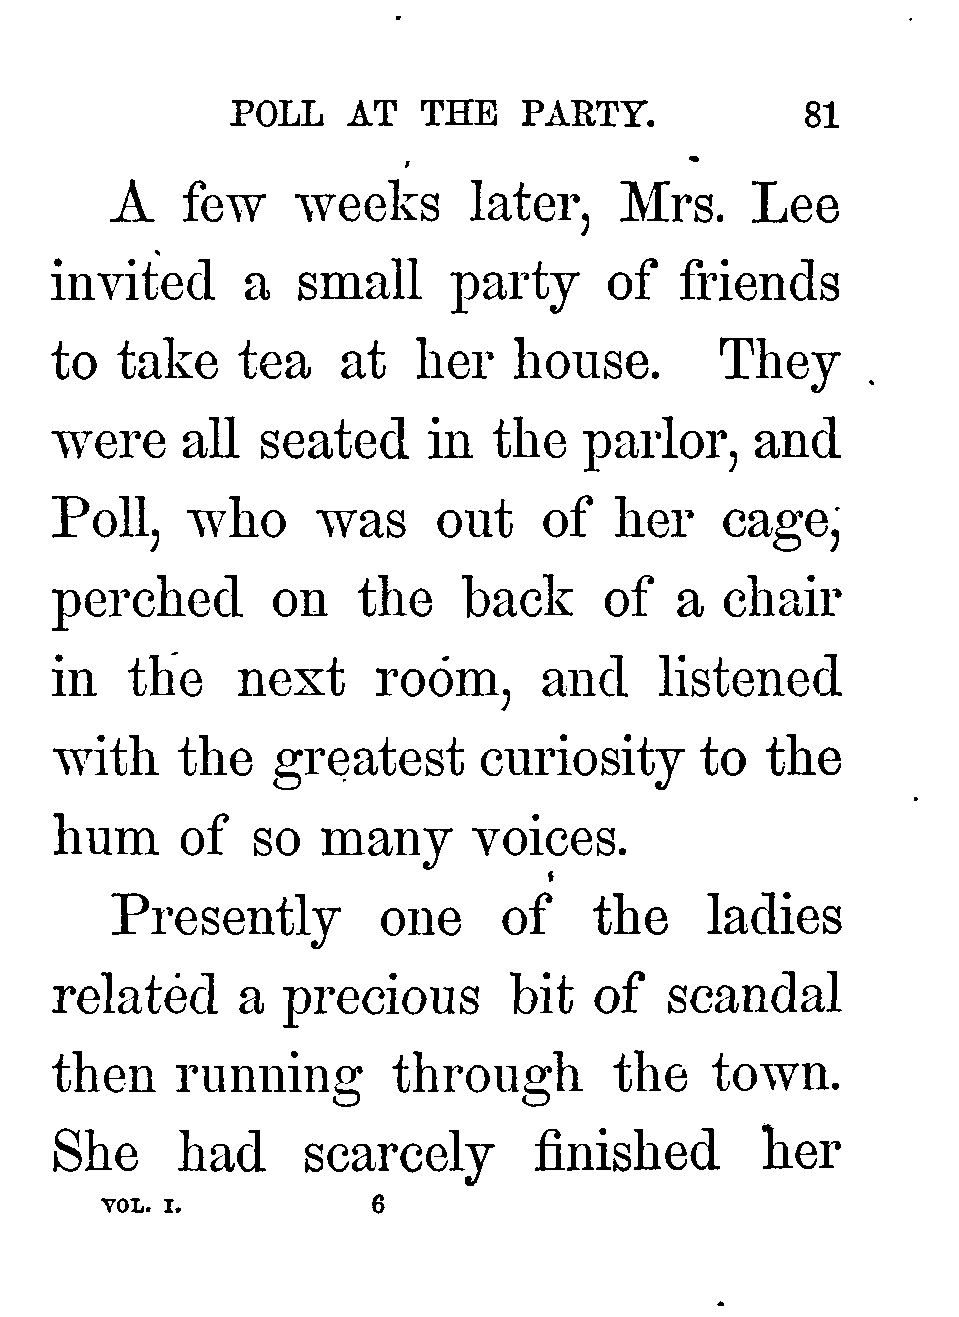 POLL AT THE PARTY. 81
A few weeks later, Mrs. Lee
invited a small party of friends
to take tea at her house. They
were all seated in the parlor, and
Poll, who was out of her cage,
perched on the back of a chair
in the next room, and listened
with the greatest curiosity to the
hum of so many voices.
Presently one of the ladies
related a precious bit of scandal
then running through the town.
She had scarcely finished her
VOL. I. 6